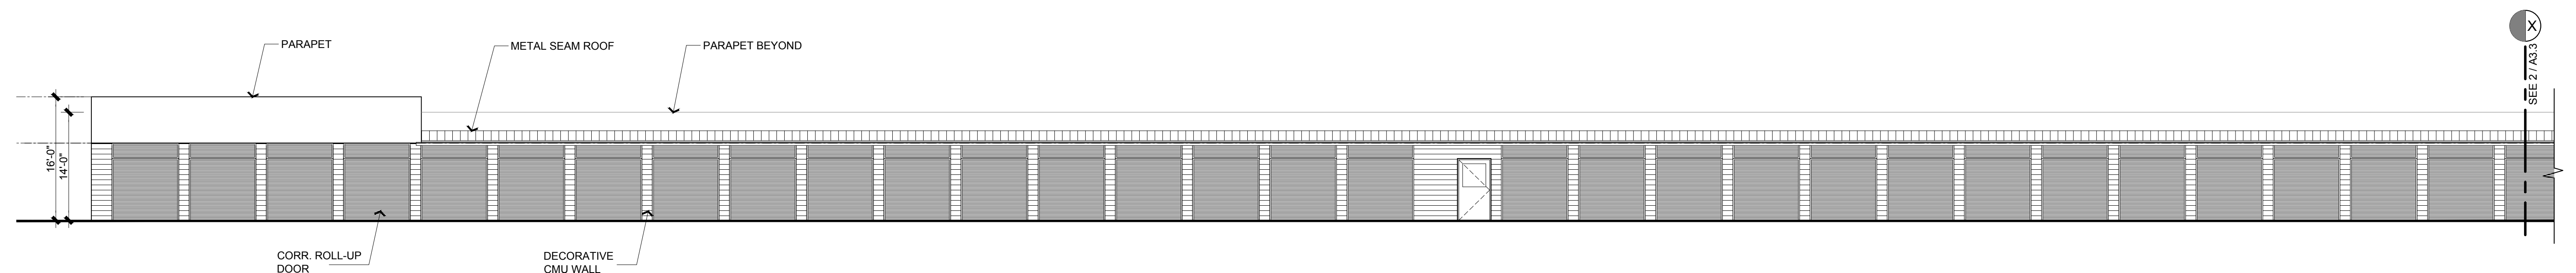 PARAPET
METAL SEAM ROOF
PARAPET BEYOND
X
SEE 2 / A3.3
16'-0"
14'-0"
CORR. ROLL-UP
DOOR
DECORATIVE
CMU WALL